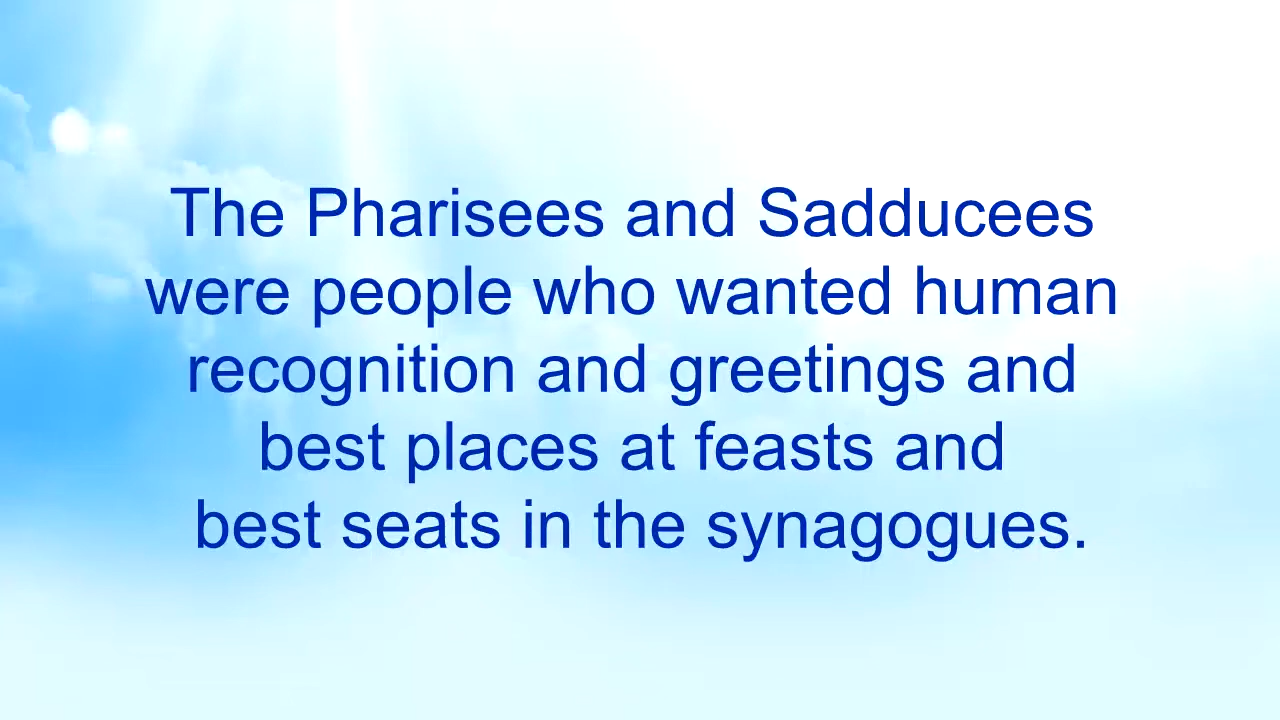 The Pharisees and Sadducees
were people who wanted human
recognition and greetings and
best places at feasts and
best seats in the synagogues.